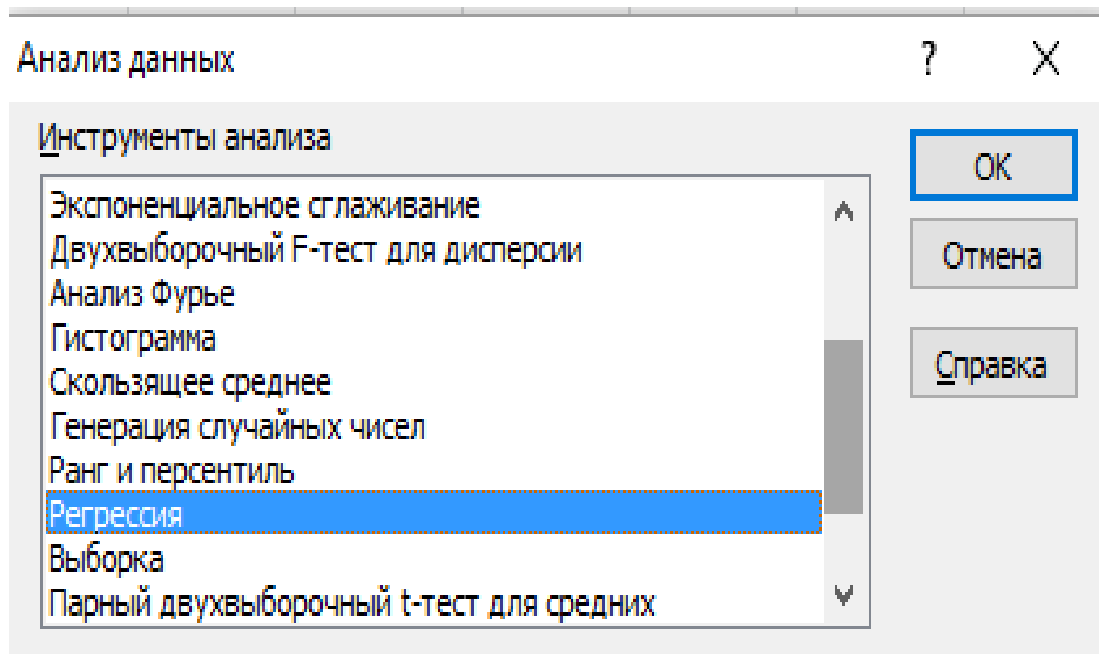 Анализ данных
? X
Инструменты анализа
Экспоненциальное сглаживание
Двухвыборочный F-тест для дисперсии
Анализ Фурье
Гистограмма
Скользящее среднее
Генерация случайных чисел
Ранг и персентиль
Регрессия
Выборка
Парный двухвыборочный t-тест для средних
ОК
Отмена
Справка